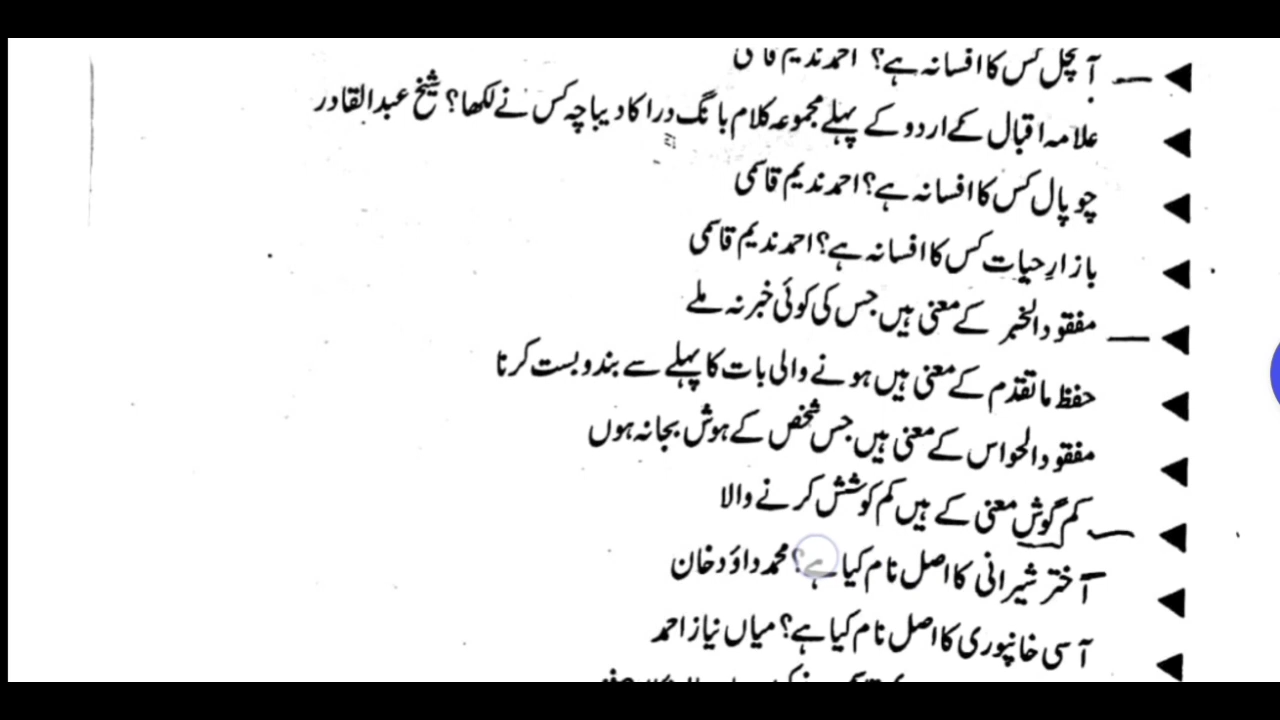 آنچل کس کا افسانہ ہے؟ احمد ندیم قاسمی
علامہ اقبال کے اردو کے پہلے مجموعہ کلام بانگ درا کا دیباچہ کس نے لکھا؟ شیخ عبدالقادر
چوپال کس کا افسانہ ہے؟ احمد ندیم قاسمی
بازارِ حیات کس کا افسانہ ہے؟ احمد ندیم قاسمی
مفقود الخبر کے معنی ہیں جس کی کوئی خبر نہ ملے
حفظ ماتقدّم کے معنی ہیں ہونے والی بات کا پہلے سے بندوبست کرنا
مفقود الحواس کے معنی ہیں جس شخص کے ہوش بجا نہ ہوں
کم گوش معنی کے ہیں کم کوشش کرنے والا
آختر شیرانی کا اصل نام کیا ہے؟ محمد داؤد خان
آسی خانپوری کا اصل نام کیا ہے؟ میاں نیاز احمد